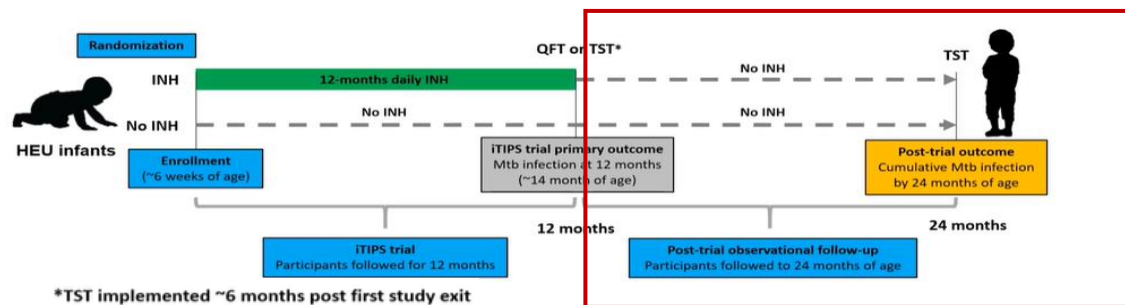 Randomization
QFT or TST*
TST
INH
12-months daily INH
No INH
No INH
No INH
No INH
HEU infants
Enrollment
(~6 weeks of age)
iTIPS trial primary outcome
Mtb infection at 12 months
(~14 month of age)
Post-trial outcome
Cumulative Mtb infection
by 24 months of age
12 months
24 months
iTIPS trial
Participants followed for 12 months
Post-trial observational follow-up
Participants followed to 24 months of age
*TST implemented ~6 months post first study exit